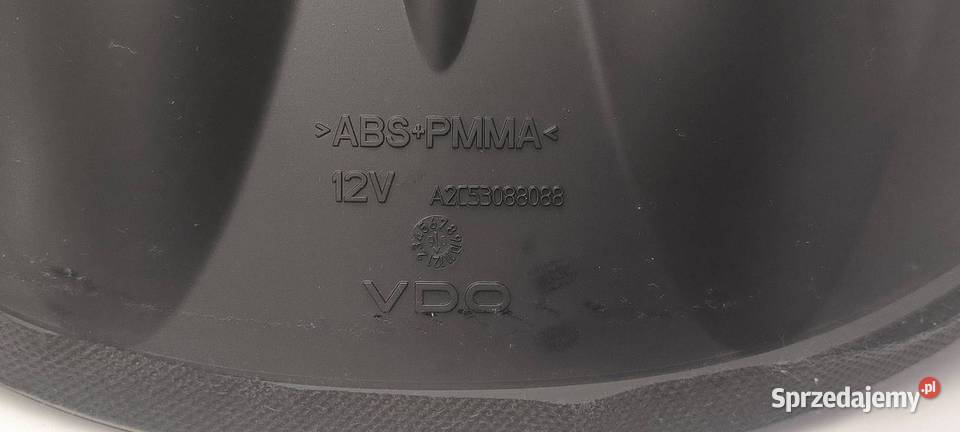 >ABS+PMMA<
12V A2C53088088
VDO
Sprzedajemy.pl